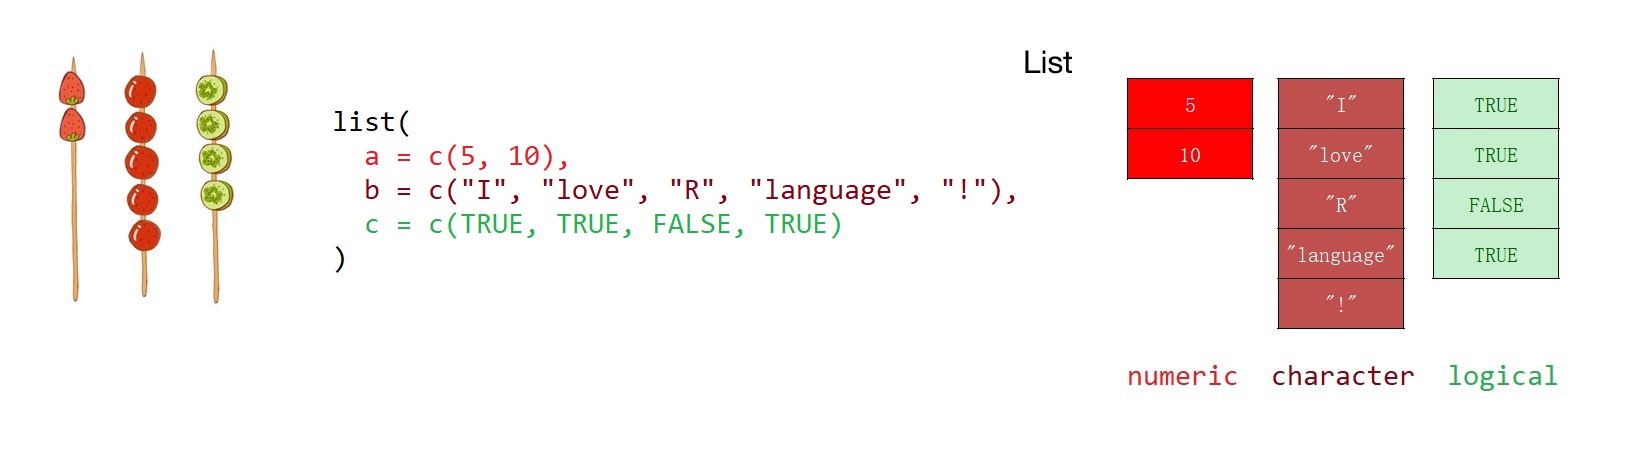 List
list(
  a = c(5, 10),
  b = c("I", "love", "R", "language", "!"),
  c = c(TRUE, TRUE, FALSE, TRUE)
)
5 "I" TRUE
10 "love" TRUE
"R" FALSE
"language" TRUE
"!"
numeric character logical